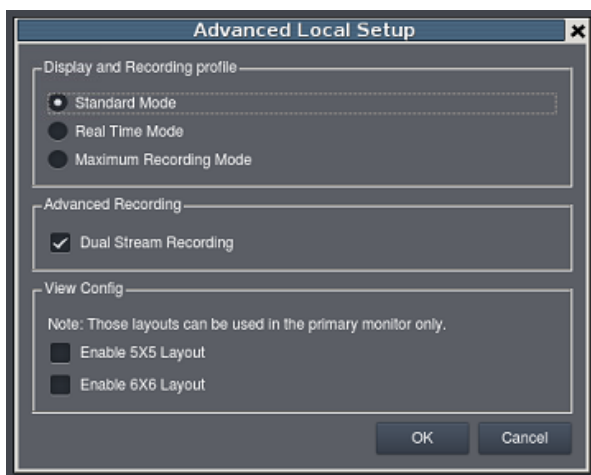 Advanced Local Setup
Display and Recording profile
Standard Mode
Real Time Mode
Maximum Recording Mode
Advanced Recording
Dual Stream Recording
View Config
Note: Those layouts can be used in the primary monitor only.
Enable 5X5 Layout
Enable 6X6 Layout
OK Cancel